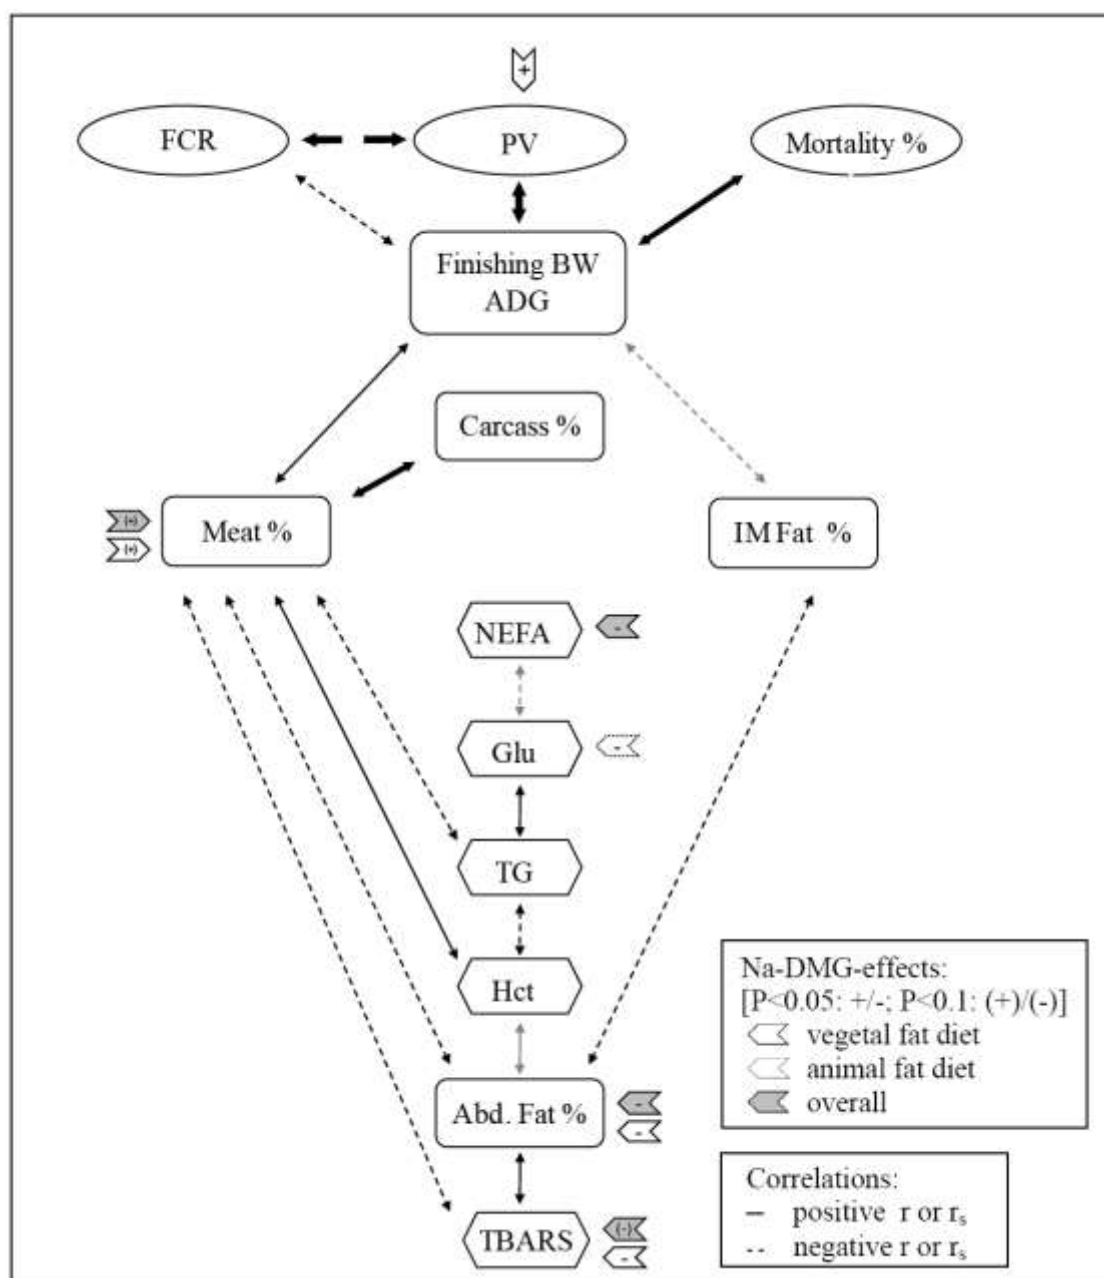 +
FCR
PV
Mortality %
Finishing BW
ADG
Carcass %
(+)
(+)
Meat %
IM Fat %
NEFA
-
Glu
-
TG
Hct
Abd. Fat %
-
-
TBARS
(-)
-
Na-DMG-effects:
[P<0.05: +/-; P<0.1: (+)/(-)]
vegetal fat diet
animal fat diet
overall
Correlations:
positive r or rs
negative r or rs